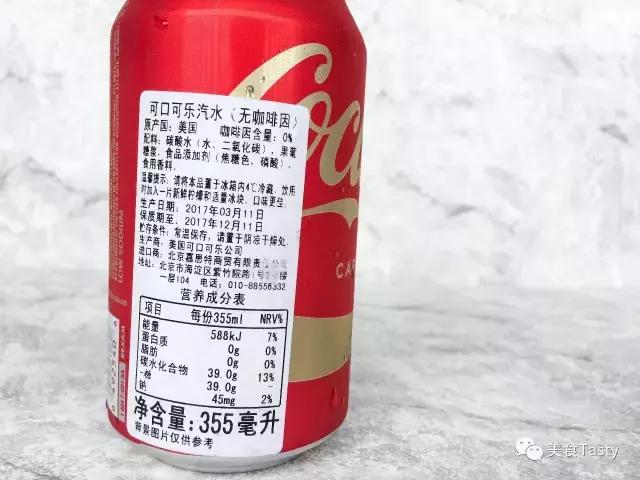 Coca
CAF
LOW SODIUM
可口可乐汽水（无咖啡因）
原产国：美国 咖啡因含量：0%
配料：碳酸水（水、二氧化碳），果葡
糖浆，食品添加剂（焦糖色，磷酸），
食用香料。
温馨提示：请将本品置于冰箱内4℃冷藏，饮用
时加入一片新鲜柠檬和适量冰块，口味更佳。
生产日期：2017年03月11日
保质期至：2017年12月11日
贮存条件：常温保存，请置于阴凉干燥处。
生产商：美国可口可乐公司
进口商：北京嘉思特商贸有限责任公司
地址：北京市海淀区紫竹院路1号 楼
一层104 电话：010-88556332
营养成分表
项目 每份355ml NRV%
能量 588kJ 7%
蛋白质 0g 0%
脂肪 0g 0%
碳水化合物 39.0g 13%
-糖 39.0g -
钠 45mg 2%
净含量：355毫升
背景图片仅供参考
美食Tasty